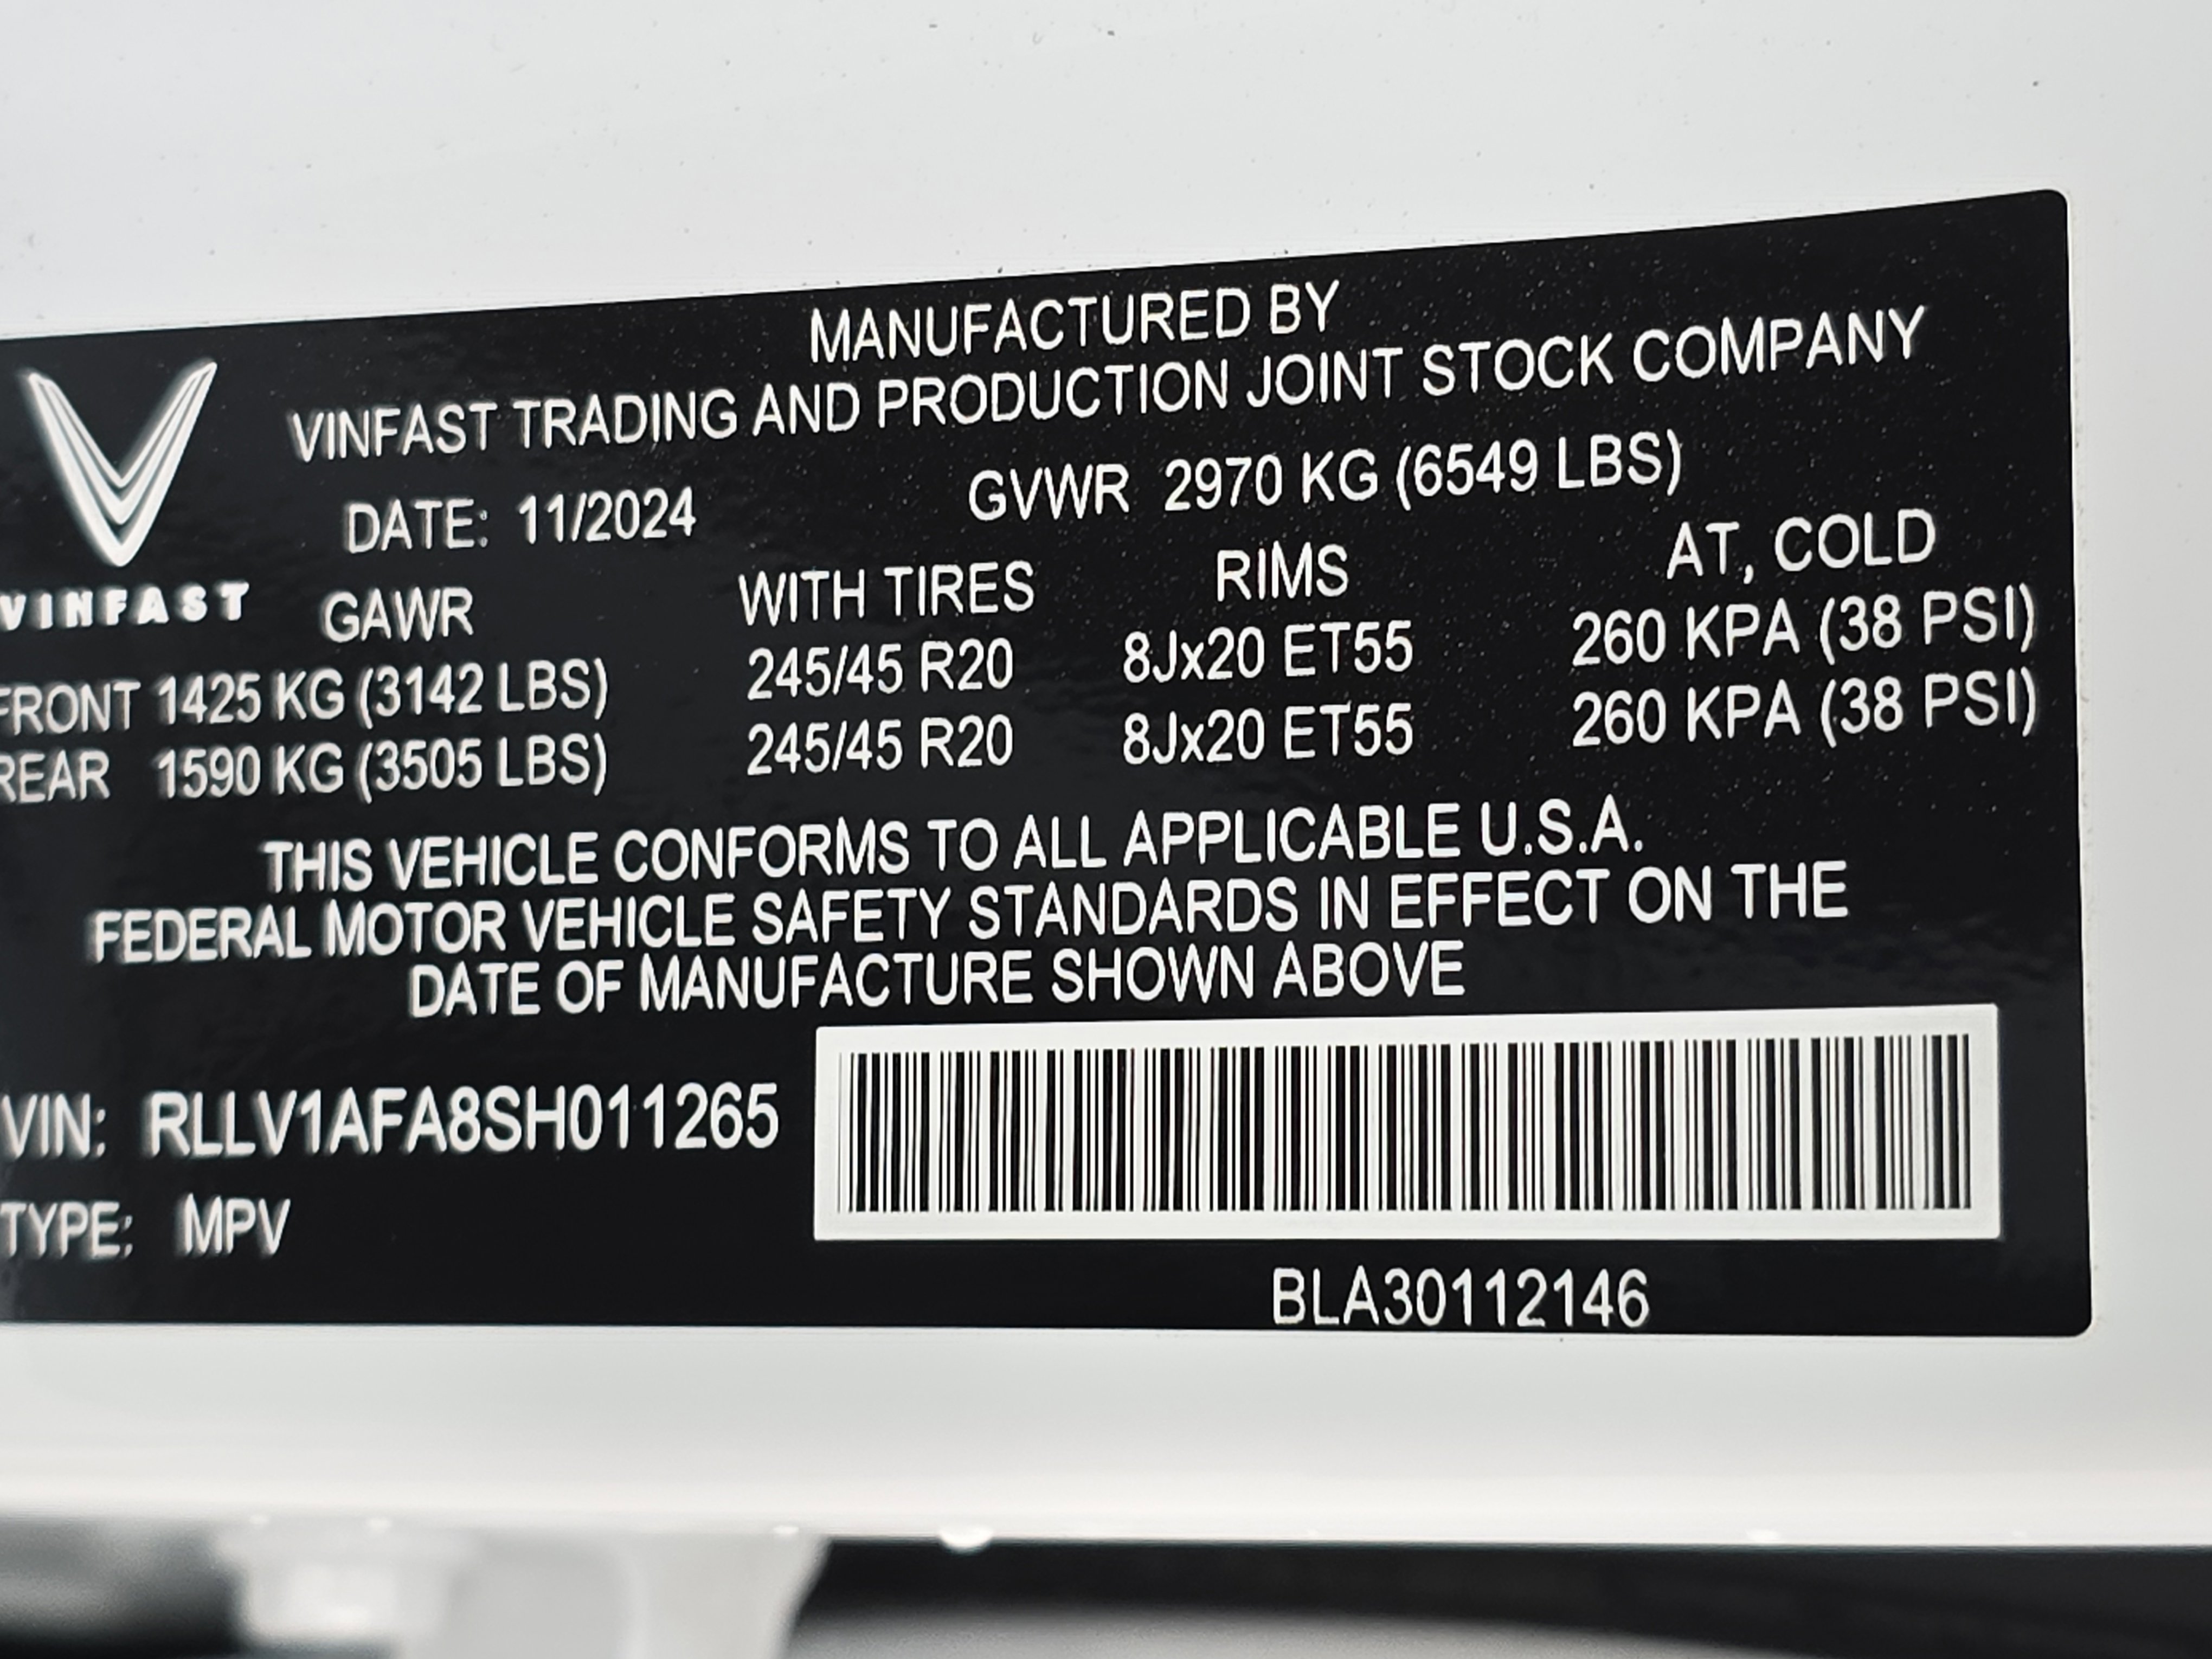 MANUFACTURED BY
VINFAST TRADING AND PRODUCTION JOINT STOCK COMPANY
DATE: 11/2024 GVWR 2970 KG (6549 LBS)
VINFAST
GAWR WITH TIRES RIMS AT, COLD
FRONT 1425 KG (3142 LBS) 245/45 R20 8Jx20 ET55 260 KPA (38 PSI)
REAR 1590 KG (3505 LBS) 245/45 R20 8Jx20 ET55 260 KPA (38 PSI)
THIS VEHICLE CONFORMS TO ALL APPLICABLE U.S.A.
FEDERAL MOTOR VEHICLE SAFETY STANDARDS IN EFFECT ON THE
DATE OF MANUFACTURE SHOWN ABOVE
VIN: RLLV1AFA8SH011265
TYPE: MPV
BLA30112146